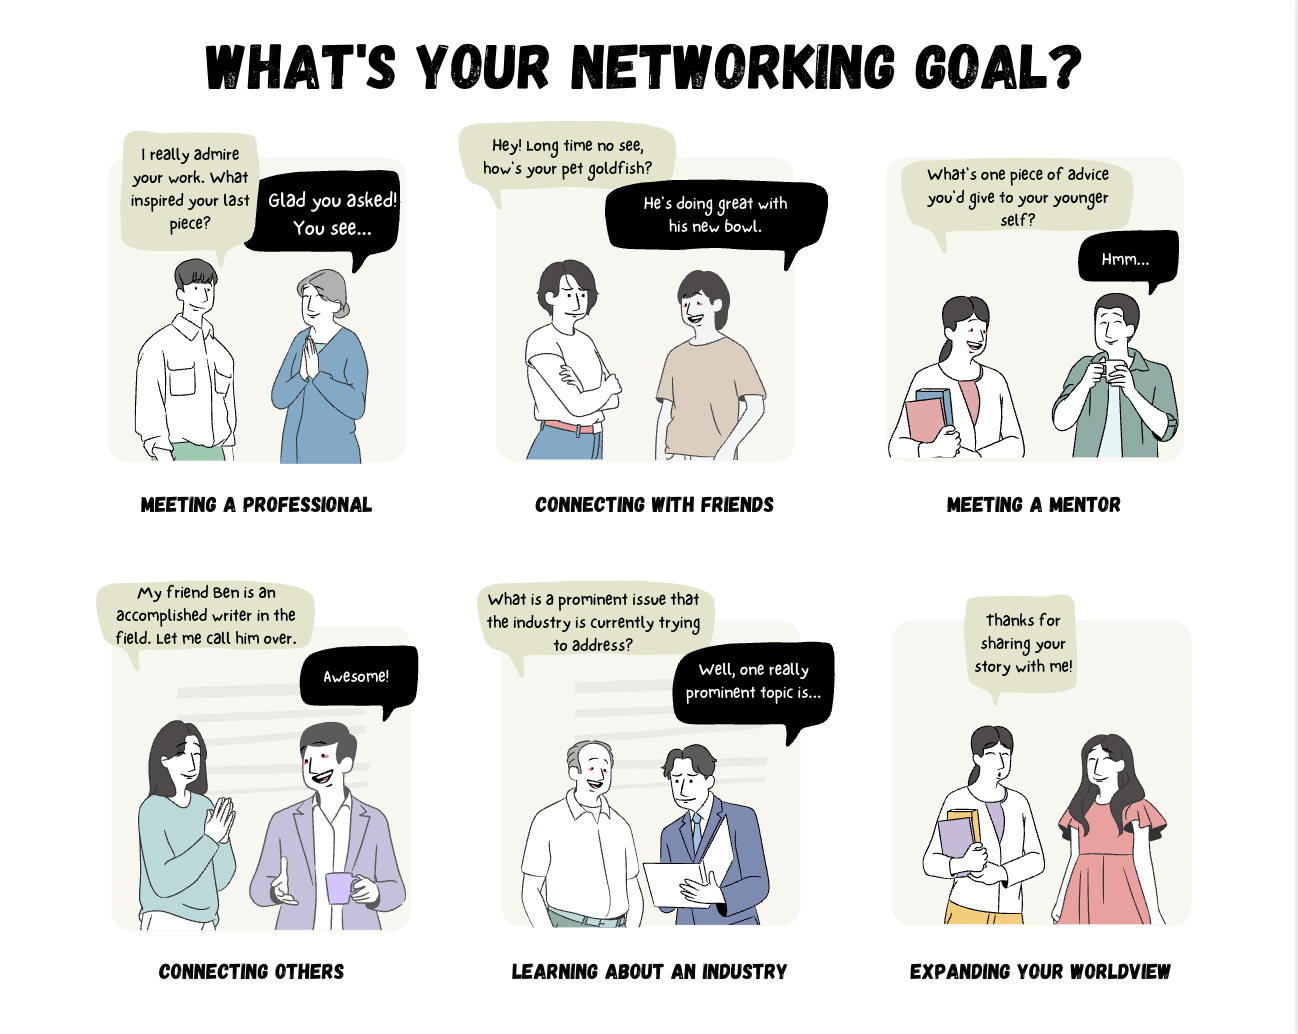 WHAT'S YOUR NETWORKING GOAL?
I really admire
your work. What
inspired your last
piece?
Glad you asked!
You see...
Hey! Long time no see,
how's your pet goldfish?
He's doing great with
his new bowl.
What's one piece of advice
you'd give to your younger
self?
Hmm...
MEETING A PROFESSIONAL
CONNECTING WITH FRIENDS
MEETING A MENTOR
My friend Ben is an
accomplished writer in the
field. Let me call him over.
Awesome!
What is a prominent issue that
the industry is currently trying
to address?
Well, one really
prominent topic is...
Thanks for
sharing your
story with me!
CONNECTING OTHERS
LEARNING ABOUT AN INDUSTRY
EXPANDING YOUR WORLDVIEW